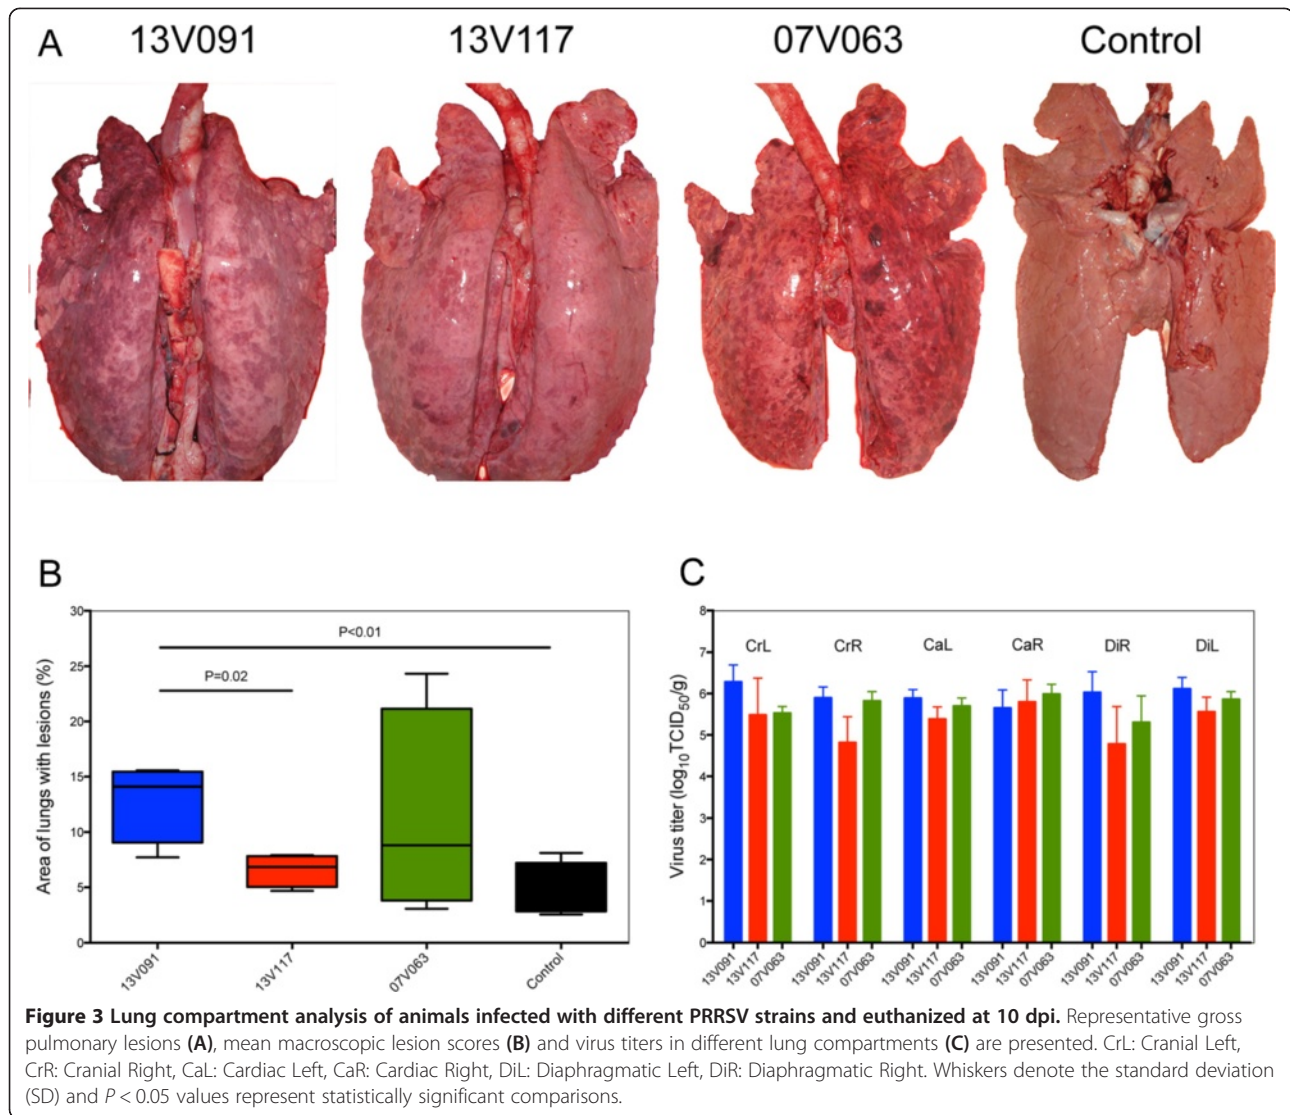 A
13V091
13V117
07V063
Control
B
30
25
20
15
10
5
0
Area of lungs with lesions (%)
P<0.01
P=0.02
13V091
13V117
07V063
Control
C
8
7
6
5
4
3
2
1
0
Virus titer (log10TCID50/g)
CrL
CrR
CaL
CaR
DiR
DiL
13V091
13V117
07V063
13V091
13V117
07V063
13V091
13V117
07V063
13V091
13V117
07V063
13V091
13V117
07V063
13V091
13V117
07V063
Figure 3 Lung compartment analysis of animals infected with different PRRSV strains and euthanized at 10 dpi. Representative gross
pulmonary lesions (A), mean macroscopic lesion scores (B) and virus titers in different lung compartments (C) are presented. CrL: Cranial Left,
CrR: Cranial Right, CaL: Cardiac Left, CaR: Cardiac Right, DiL: Diaphragmatic Left, DiR: Diaphragmatic Right. Whiskers denote the standard deviation
(SD) and P < 0.05 values represent statistically significant comparisons.